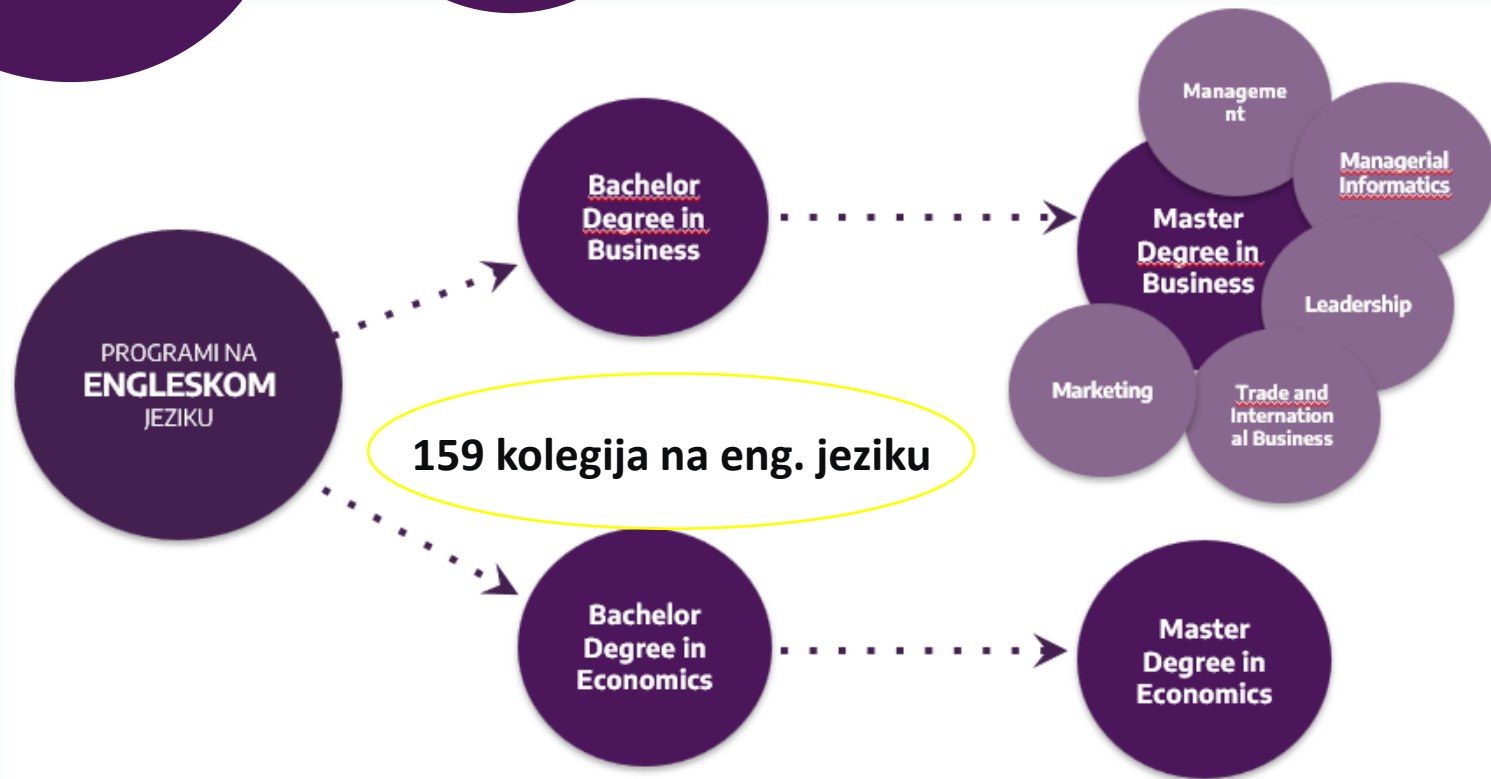 PROGRAMI NA
ENGLESKOM
JEZIKU
Bachelor
Degree in
Business
Master
Degree in
Business
Manageme
nt
Managerial
Informatics
Leadership
Trade and
Internation
al Business
Marketing
159 kolegija na eng. jeziku
Bachelor
Degree in
Economics
Master
Degree in
Economics